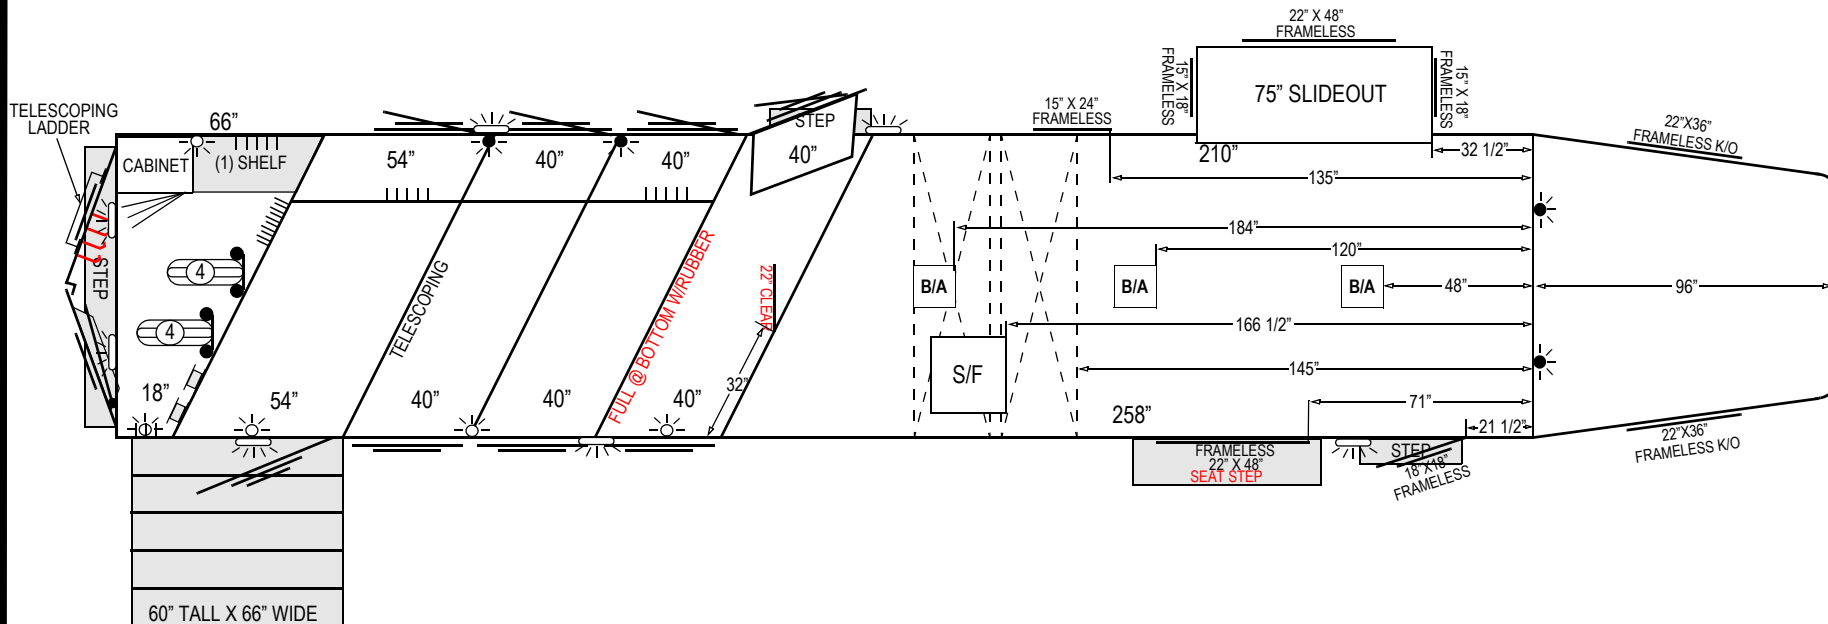 22” X 48”
FRAMELESS
15” X 18”
FRAMELESS
75” SLIDEOUT
15” X 18”
FRAMELESS
TELESCOPING
LADDER
66”
15” X 24”
FRAMELESS
STEP
22”X36”
FRAMELESS K/O
CABINET
(1) SHELF
54”
40”
40”
40”
210”
32 1/2”
135”
184”
120”
STEP
4
4
TELESCOPING
FULL @ BOTTOM W/RUBBER
22” CLEAR
B/A
B/A
B/A
48”
96”
166 1/2”
S/F
145”
32”
18”
54”
40”
40”
40”
258”
71”
21 1/2”
FRAMELESS
22” X 48”
SEAT STEP
STEP
18”X18”
FRAMELESS
22”X36”
FRAMELESS K/O
60” TALL X 66” WIDE